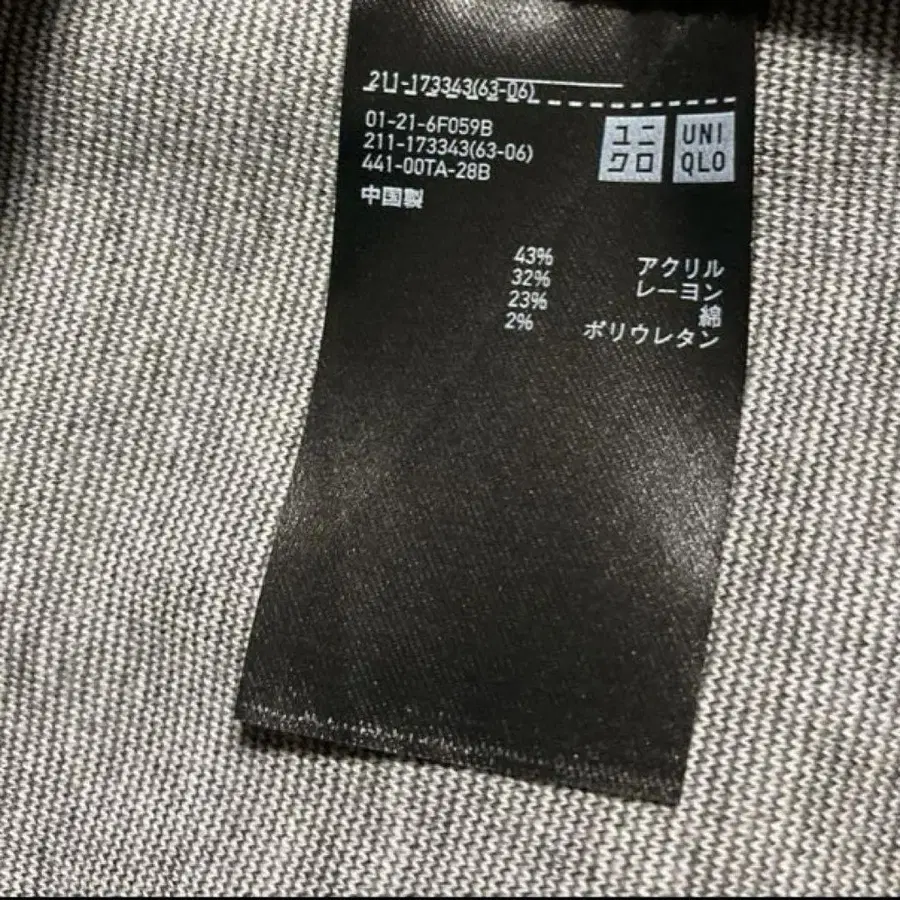 211-173343(63-06)
01-21-6F059B
211-173343(63-06)
441-00TA-28B
中国製
ユニ
クロ
UNI
QLO
43% アクリル
32% レーヨン
23% 綿
2% ポリウレタン